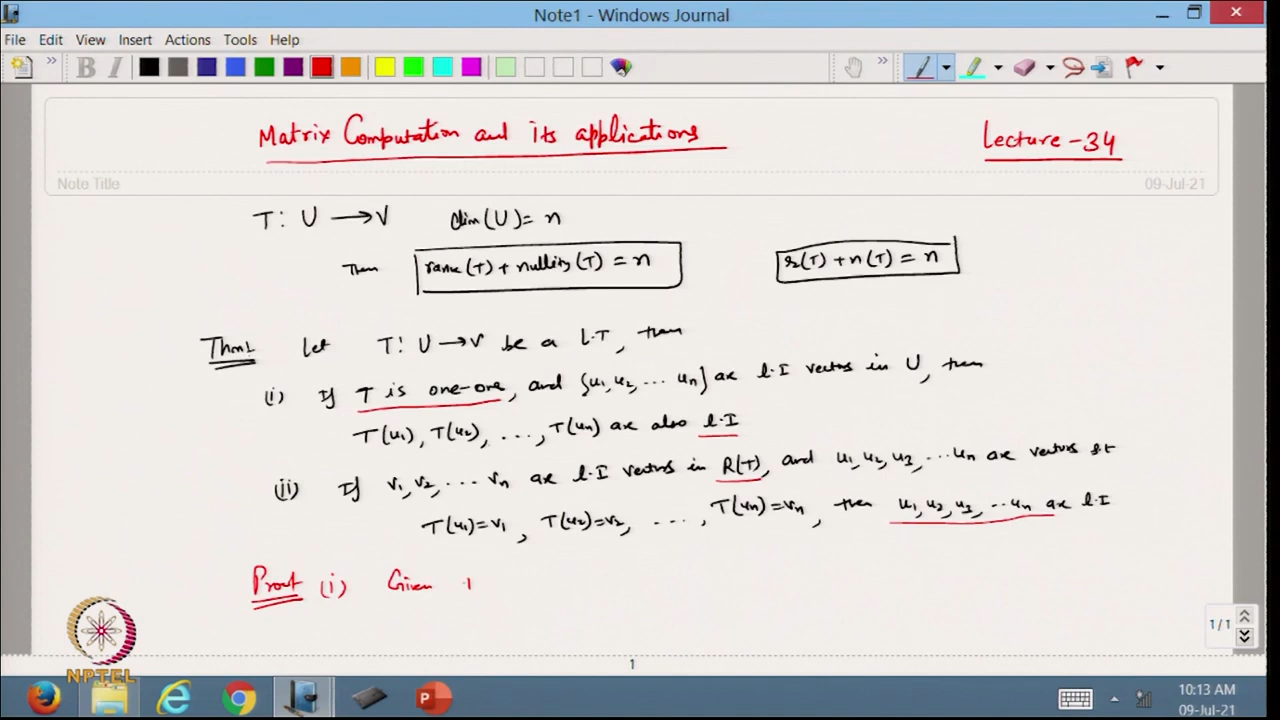 Note1 - Windows Journal
File Edit View Insert Actions Tools Help
Matrix Computation and its applications Lecture-34
Note Title 09-Jul-21
T: U → V dim(U) = n
Then rank(T) + nullity(T) = n r(T) + n(T) = n
Thm: Let T: U → V be a L.T, then
(i) If T is one-one, and {u1, u2, ... un} are l.I vectors in U, then
T(u1), T(u2), ..., T(un) are also l.I
(ii) If v1, v2, ... vn are l.I vectors in R(T), and u1, u2, u3, ... un are vectors st
T(u1)=v1, T(u2)=v2, ..., T(un)=vn, then u1, u2, u3, ... un are l.I
Proof (i) Given
1/1
NPTEL
1
10:13 AM
09-Jul-21